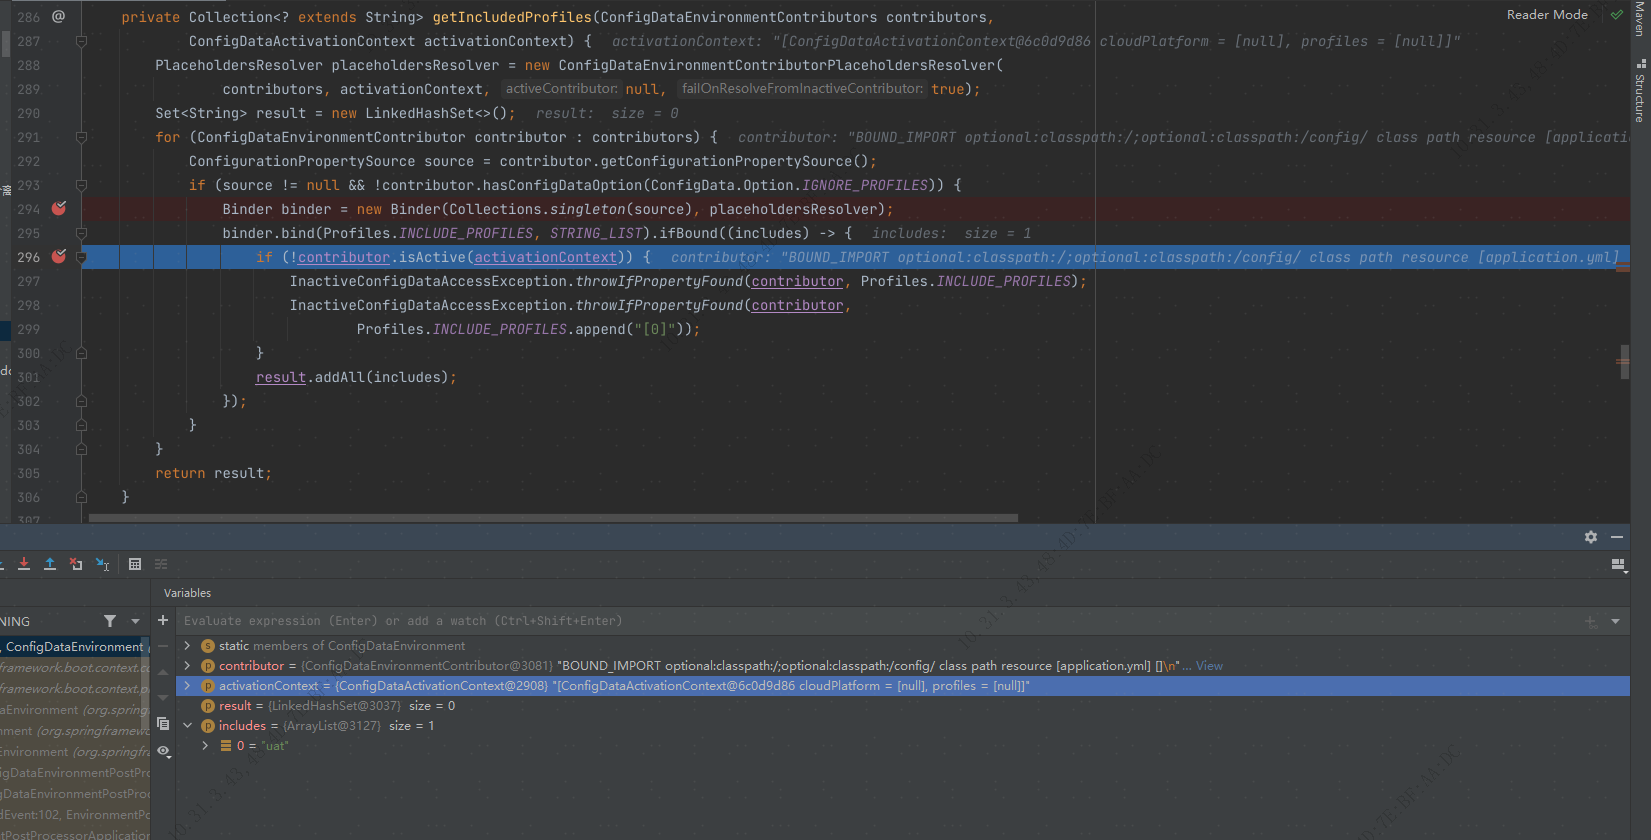 286 @ private Collection<? extends String> getIncludedProfiles(ConfigDataEnvironmentContributors contributors,
Reader Mode
Maven
287 ConfigDataActivationContext activationContext) { activationContext: "[ConfigDataActivationContext@6c0d9d86 cloudPlatform = [null], profiles = [null]]"
288 PlaceholdersResolver placeholdersResolver = new ConfigDataEnvironmentContributorPlaceholdersResolver(
Structure
289 contributors, activationContext, activeContributor: null, failOnResolveFromInactiveContributor: true);
290 Set<String> result = new LinkedHashSet<>(); result: size = 0
291 for (ConfigDataEnvironmentContributor contributor : contributors) { contributor: "BOUND_IMPORT optional:classpath:/;optional:classpath:/config/ class path resource [applicati
292 ConfigurationPropertySource source = contributor.getConfigurationPropertySource();
293 if (source != null && !contributor.hasConfigDataOption(ConfigData.Option.IGNORE_PROFILES)) {
294 Binder binder = new Binder(Collections.singleton(source), placeholdersResolver);
295 binder.bind(Profiles.INCLUDE_PROFILES, STRING_LIST).ifBound((includes) -> { includes: size = 1
296 if (!contributor.isActive(activationContext)) { contributor: "BOUND_IMPORT optional:classpath:/;optional:classpath:/config/ class path resource [application.yml]
297 InactiveConfigDataAccessException.throwIfPropertyFound(contributor, Profiles.INCLUDE_PROFILES);
298 InactiveConfigDataAccessException.throwIfPropertyFound(contributor,
299 Profiles.INCLUDE_PROFILES.append("[0]"));
300 }
301 result.addAll(includes);
302 });
303 }
304 }
305 return result;
306 }
307
Variables
NING
Evaluate expression (Enter) or add a watch (Ctrl+Shift+Enter)
, ConfigDataEnvironment
static members of ConfigDataEnvironment
framework.boot.context.co
contributor = {ConfigDataEnvironmentContributor@3081} "BOUND_IMPORT optional:classpath:/;optional:classpath:/config/ class path resource [application.yml] []\n"... View
framework.boot.context.p
activationContext = {ConfigDataActivationContext@2908} "[ConfigDataActivationContext@6c0d9d86 cloudPlatform = [null], profiles = [null]]"
taEnvironment (org.spring
result = {LinkedHashSet@3037} size = 0
nment (org.springframew
includes = {ArrayList@3127} size = 1
Environment (org.springfra
0 = "uat"
igDataEnvironmentPostPro
gDataEnvironmentPostProc
dEvent:102, EnvironmentPo
tPostProcessorApplication